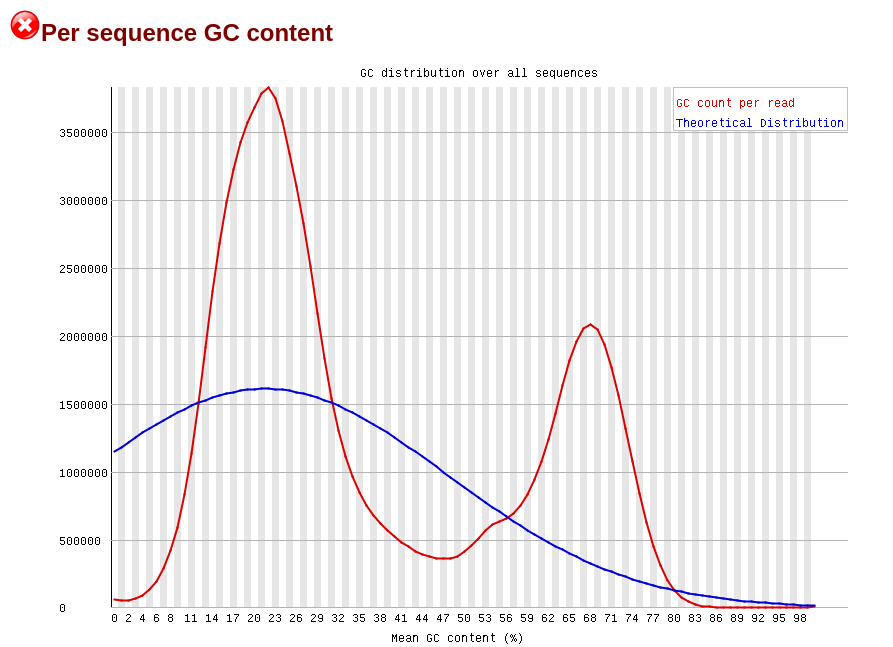 Per sequence GC content
GC distribution over all sequences
GC count per read
Theoretical Distribution
3500000
3000000
2500000
2000000
1500000
1000000
500000
0
0 2 4 6 8 11 14 17 20 23 26 29 32 35 38 41 44 47 50 53 56 59 62 65 68 71 74 77 80 83 86 89 92 95 98
Mean GC content (%)